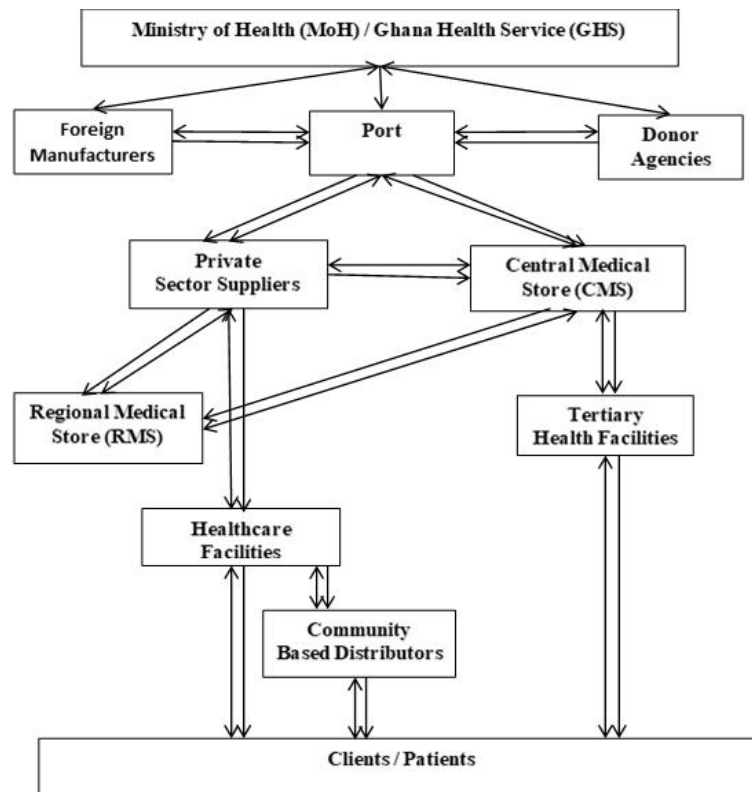 Ministry of Health (MoH) / Ghana Health Service (GHS)
Foreign
Manufacturers
Port
Donor
Agencies
Private
Sector Suppliers
Central Medical
Store (CMS)
Regional Medical
Store (RMS)
Tertiary
Health Facilities
Healthcare
Facilities
Community
Based Distributors
Clients / Patients